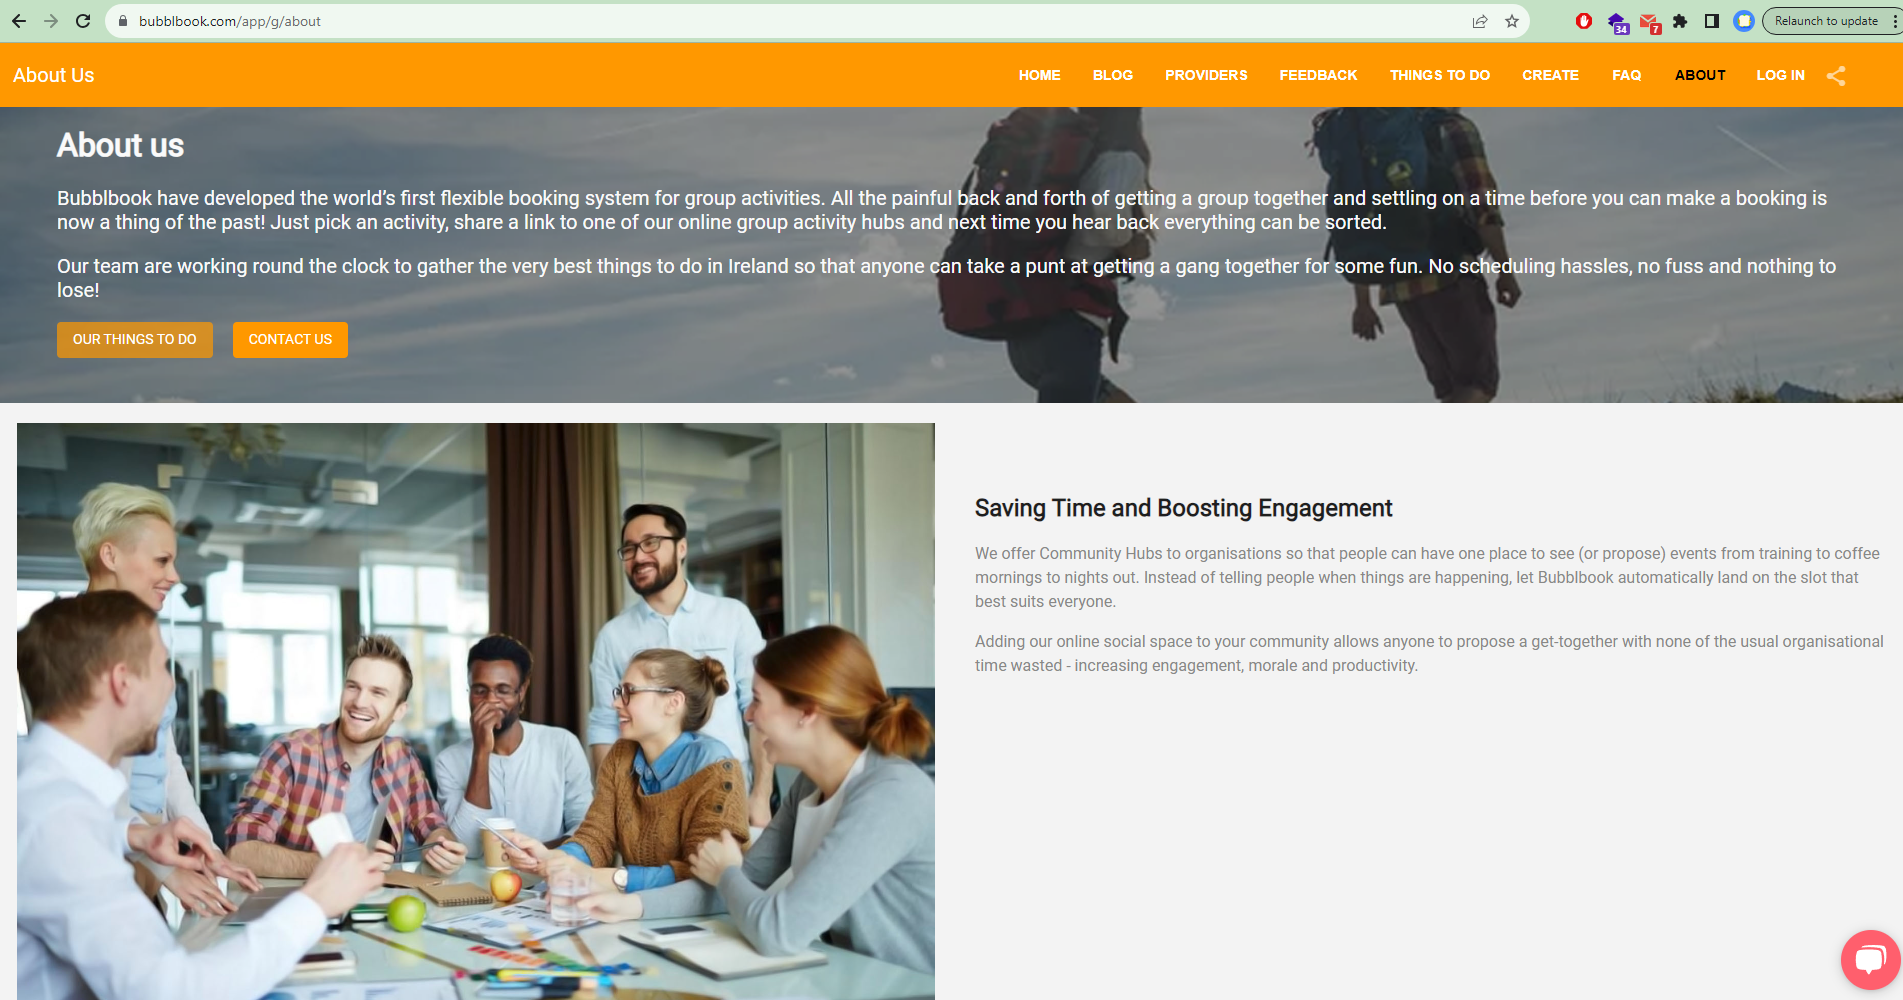 bubblbook.com/app/g/about
34
7
Relaunch to update
About Us
HOME BLOG PROVIDERS FEEDBACK THINGS TO DO CREATE FAQ ABOUT LOG IN
About us
Bubblbook have developed the world’s first flexible booking system for group activities. All the painful back and forth of getting a group together and settling on a time before you can make a booking is
now a thing of the past! Just pick an activity, share a link to one of our online group activity hubs and next time you hear back everything can be sorted.
Our team are working round the clock to gather the very best things to do in Ireland so that anyone can take a punt at getting a gang together for some fun. No scheduling hassles, no fuss and nothing to
lose!
OUR THINGS TO DO CONTACT US
Saving Time and Boosting Engagement
We offer Community Hubs to organisations so that people can have one place to see (or propose) events from training to coffee
mornings to nights out. Instead of telling people when things are happening, let Bubblbook automatically land on the slot that
best suits everyone.
Adding our online social space to your community allows anyone to propose a get-together with none of the usual organisational
time wasted - increasing engagement, morale and productivity.